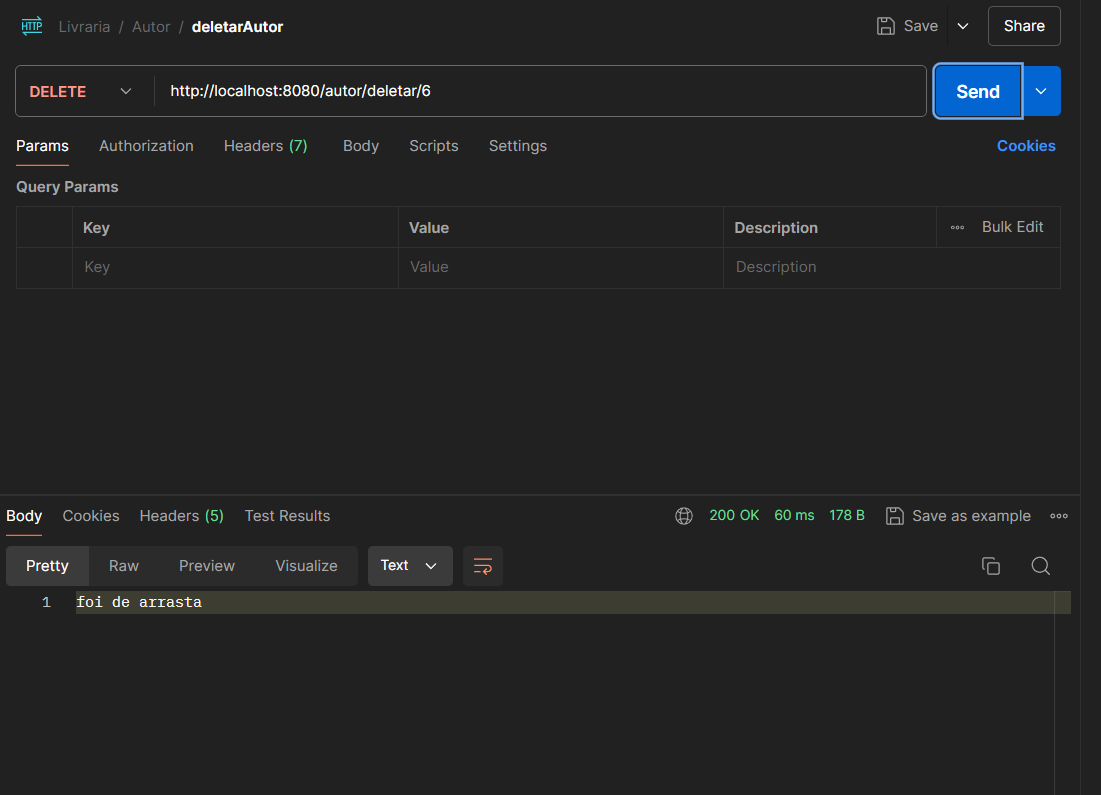 HTTP Livraria / Autor / deletarAutor Save Share
DELETE http://localhost:8080/autor/deletar/6 Send
Params Authorization Headers (7) Body Scripts Settings Cookies
Query Params
Key Value Description Bulk Edit
Key Value Description
Body Cookies Headers (5) Test Results 200 OK 60 ms 178 B Save as example
Pretty Raw Preview Visualize Text
1 foi de arrasta